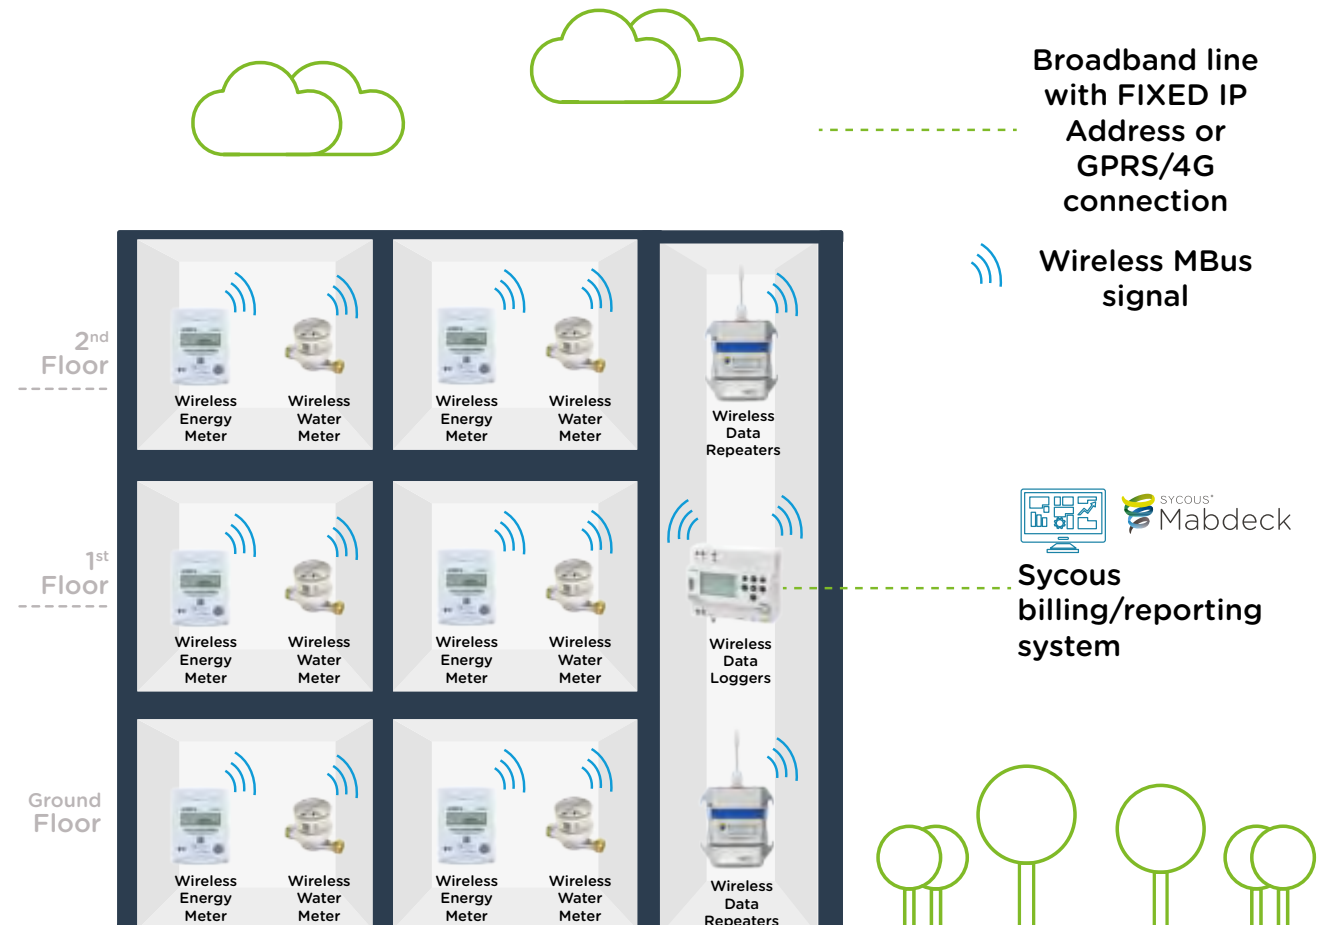 Broadband line
with FIXED IP
Address or
GPRS/4G
connection
Wireless MBus
signal
2nd
Floor
Wireless
Energy
Meter
Wireless
Water
Meter
Wireless
Energy
Meter
Wireless
Water
Meter
Wireless
Data
Repeaters
SYCOUS
Mabdeck
Sycous
billing/reporting
system
1st
Floor
Wireless
Energy
Meter
Wireless
Water
Meter
Wireless
Energy
Meter
Wireless
Water
Meter
Wireless
Data
Loggers
Ground
Floor
Wireless
Energy
Meter
Wireless
Water
Meter
Wireless
Energy
Meter
Wireless
Water
Meter
Wireless
Data
Repeaters